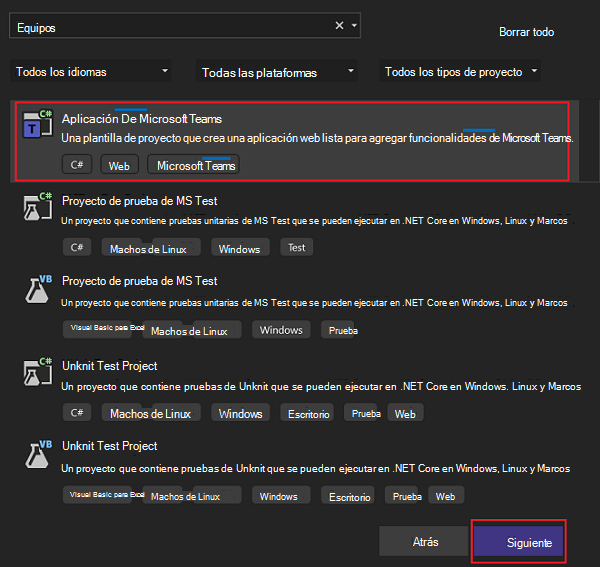 Equipos
Borrar todo
Todos los idiomas
Todas las plataformas
Todos los tipos de proyecto
C#
T
Aplicación De Microsoft Teams
Una plantilla de proyecto que crea una aplicación web lista para agregar funcionalidades de Microsoft Teams.
C# Web Microsoft Teams
C#
Proyecto de prueba de MS Test
Un proyecto que contiene pruebas unitarias de MS Test que se pueden ejecutar en .NET Core en Windows, Linux y Marcos
C# Machos de Linux Windows Test
VB
Proyecto de prueba de MS Test
Un proyecto que contiene pruebas unitarias de MS Test que se pueden ejecutar en .NET Core en Windows, Linux y Marcos
Visual Basic para Excel Machos de Linux Windows Prueba
C#
Unknit Test Project
Un proyecto que contiene pruebas de Unknit que se pueden ejecutar en .NET Core en Windows. Linux y Marcos
C# Machos de Linux Windows Escritorio Prueba Web
VB
Unknit Test Project
Un proyecto que contiene pruebas de Unknit que se pueden ejecutar en .NET Core en Windows, Linux y Marcos
Visual Basic para Excel Machos de Linux Windows Escritorio Prueba Web
Atrás
Siguiente